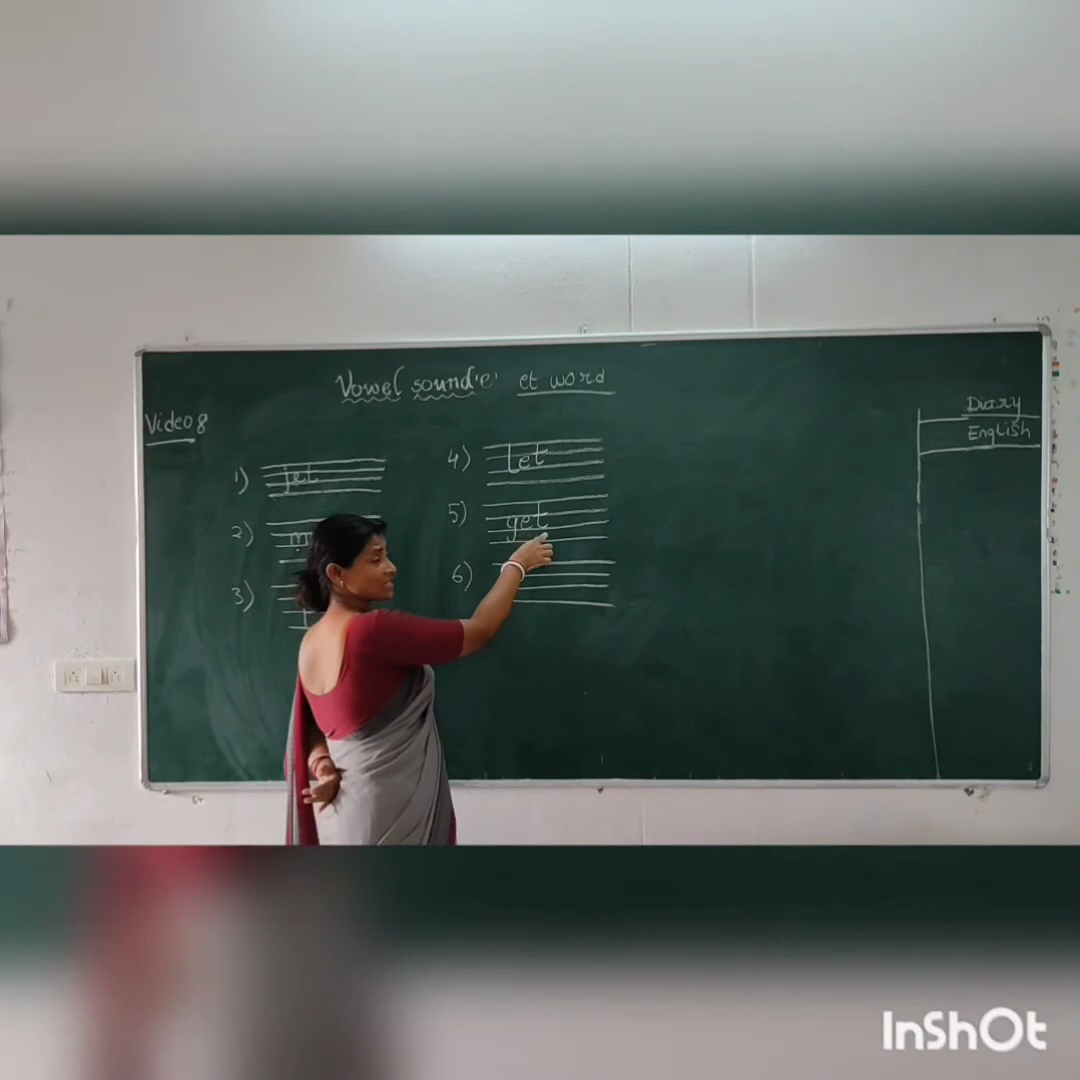 Vowel sound 'e' et word
Video 8
Diary
English
1) jet
2) m
3)
4) let
5) get
6)
InShOt